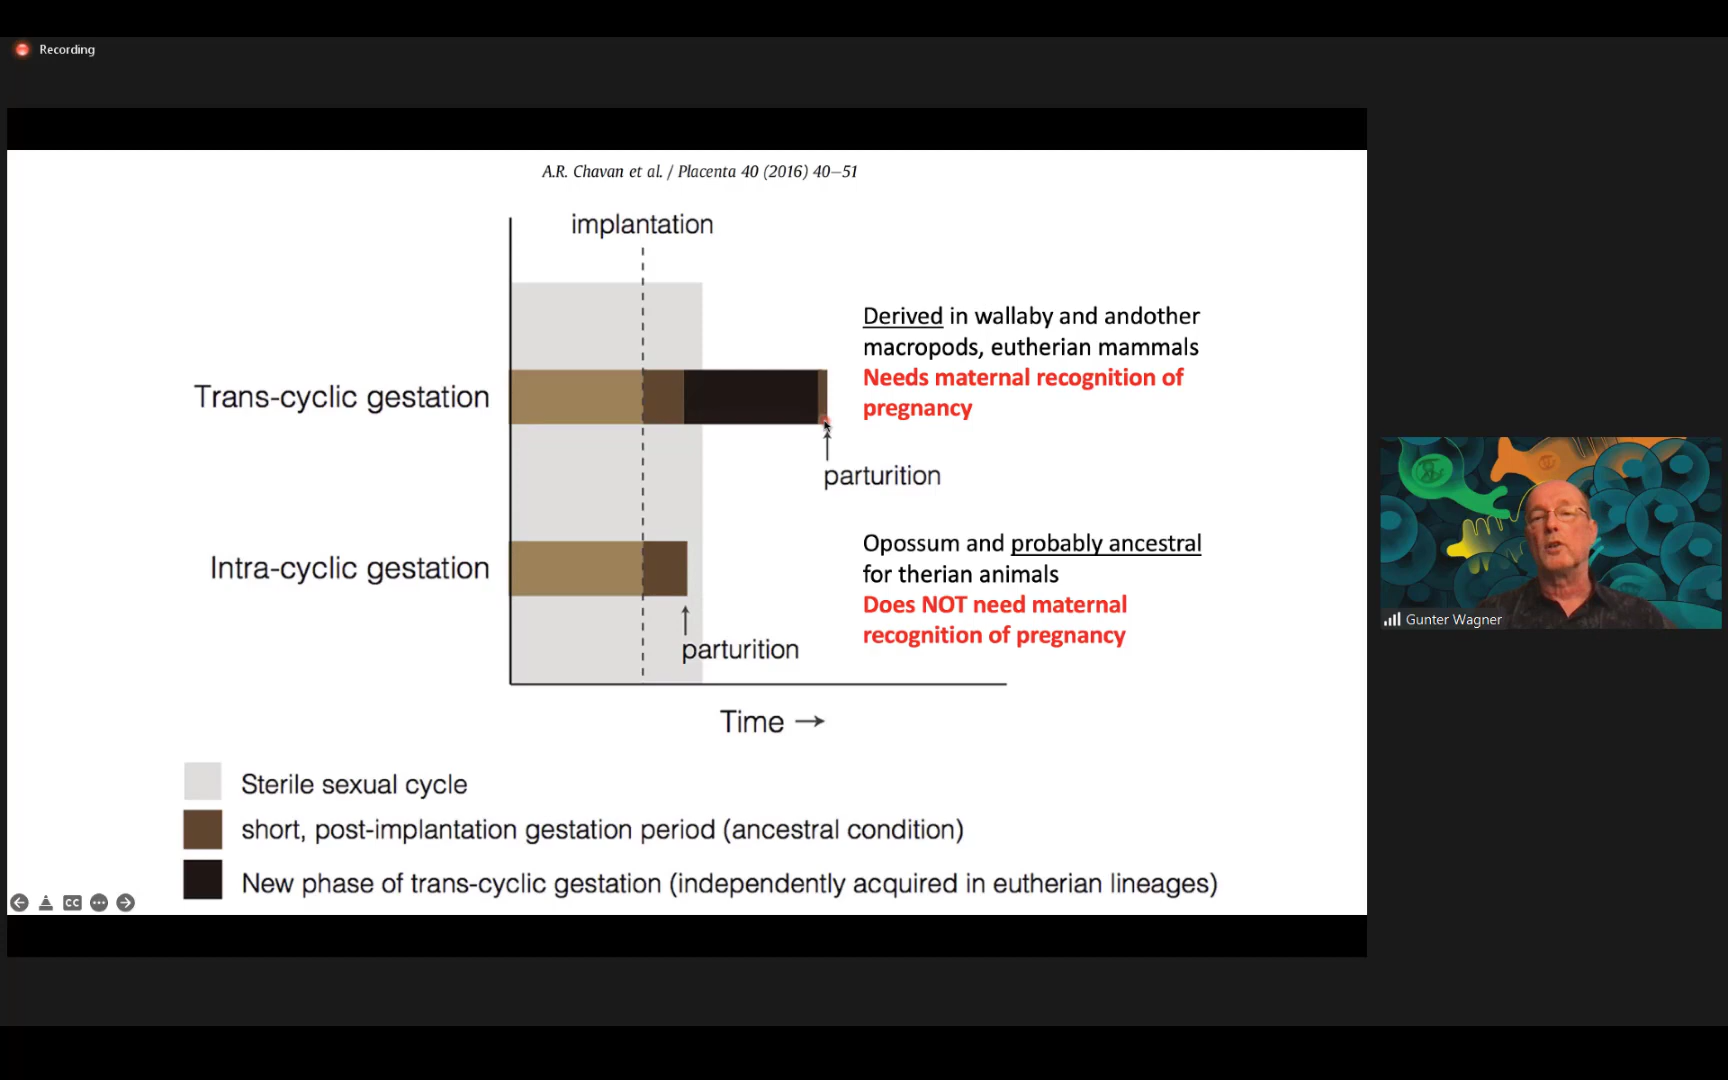 Recording
A.R. Chavan et al. / Placenta 40 (2016) 40–51
implantation
Trans-cyclic gestation
Derived in wallaby and andother
macropods, eutherian mammals
Needs maternal recognition of
pregnancy
parturition
Intra-cyclic gestation
Opossum and probably ancestral
for therian animals
Does NOT need maternal
recognition of pregnancy
parturition
Time →
Sterile sexual cycle
short, post-implantation gestation period (ancestral condition)
New phase of trans-cyclic gestation (independently acquired in eutherian lineages)
CC
Gunter Wagner